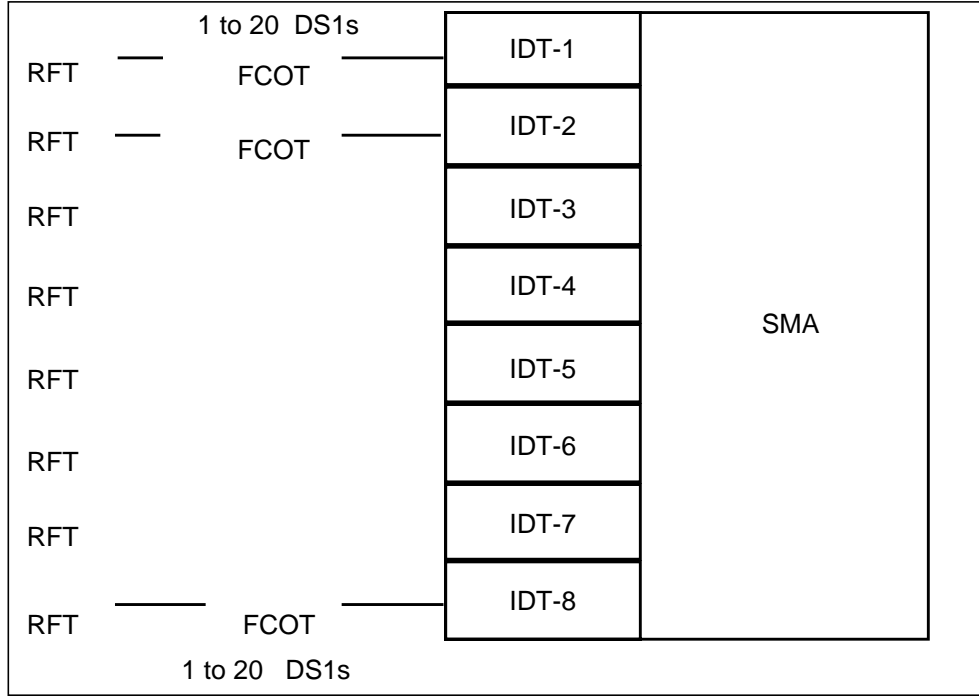 1 to 20 DS1s
RFT FCOT IDT-1
RFT FCOT IDT-2
RFT IDT-3
RFT IDT-4
SMA
RFT IDT-5
RFT IDT-6
RFT IDT-7
RFT FCOT IDT-8
1 to 20 DS1s